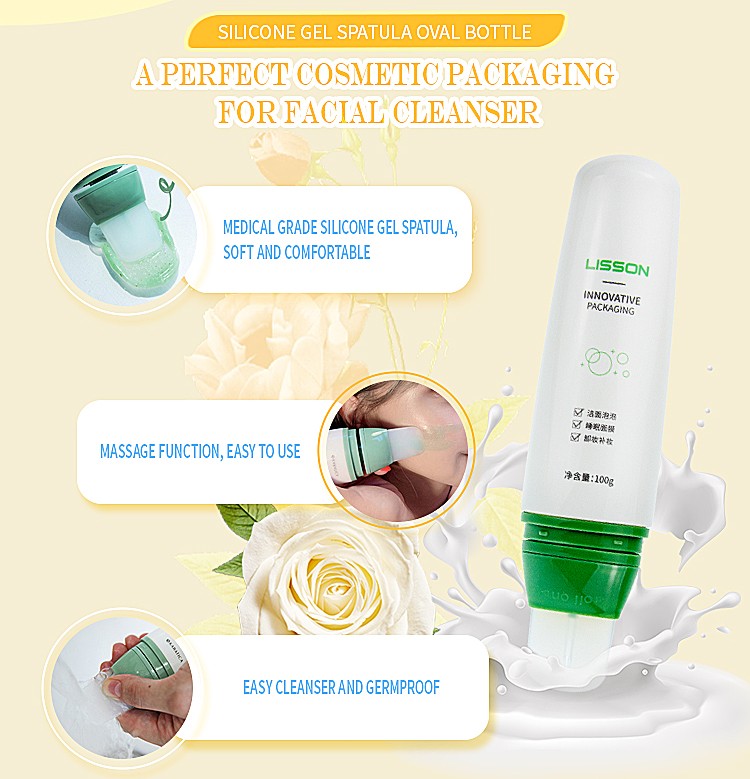 SILICONE GEL SPATULA OVAL BOTTLE
A PERFECT COSMETIC PACKAGING
FOR FACIAL CLEANSER
MEDICAL GRADE SILICONE GEL SPATULA,
SOFT AND COMFORTABLE
LISSON
INNOVATIVE
PACKAGING
洁面泡泡
睡眠面膜
卸妆补妆
净含量:100g
MASSAGE FUNCTION, EASY TO USE
EASY CLEANSER AND GERMPROOF